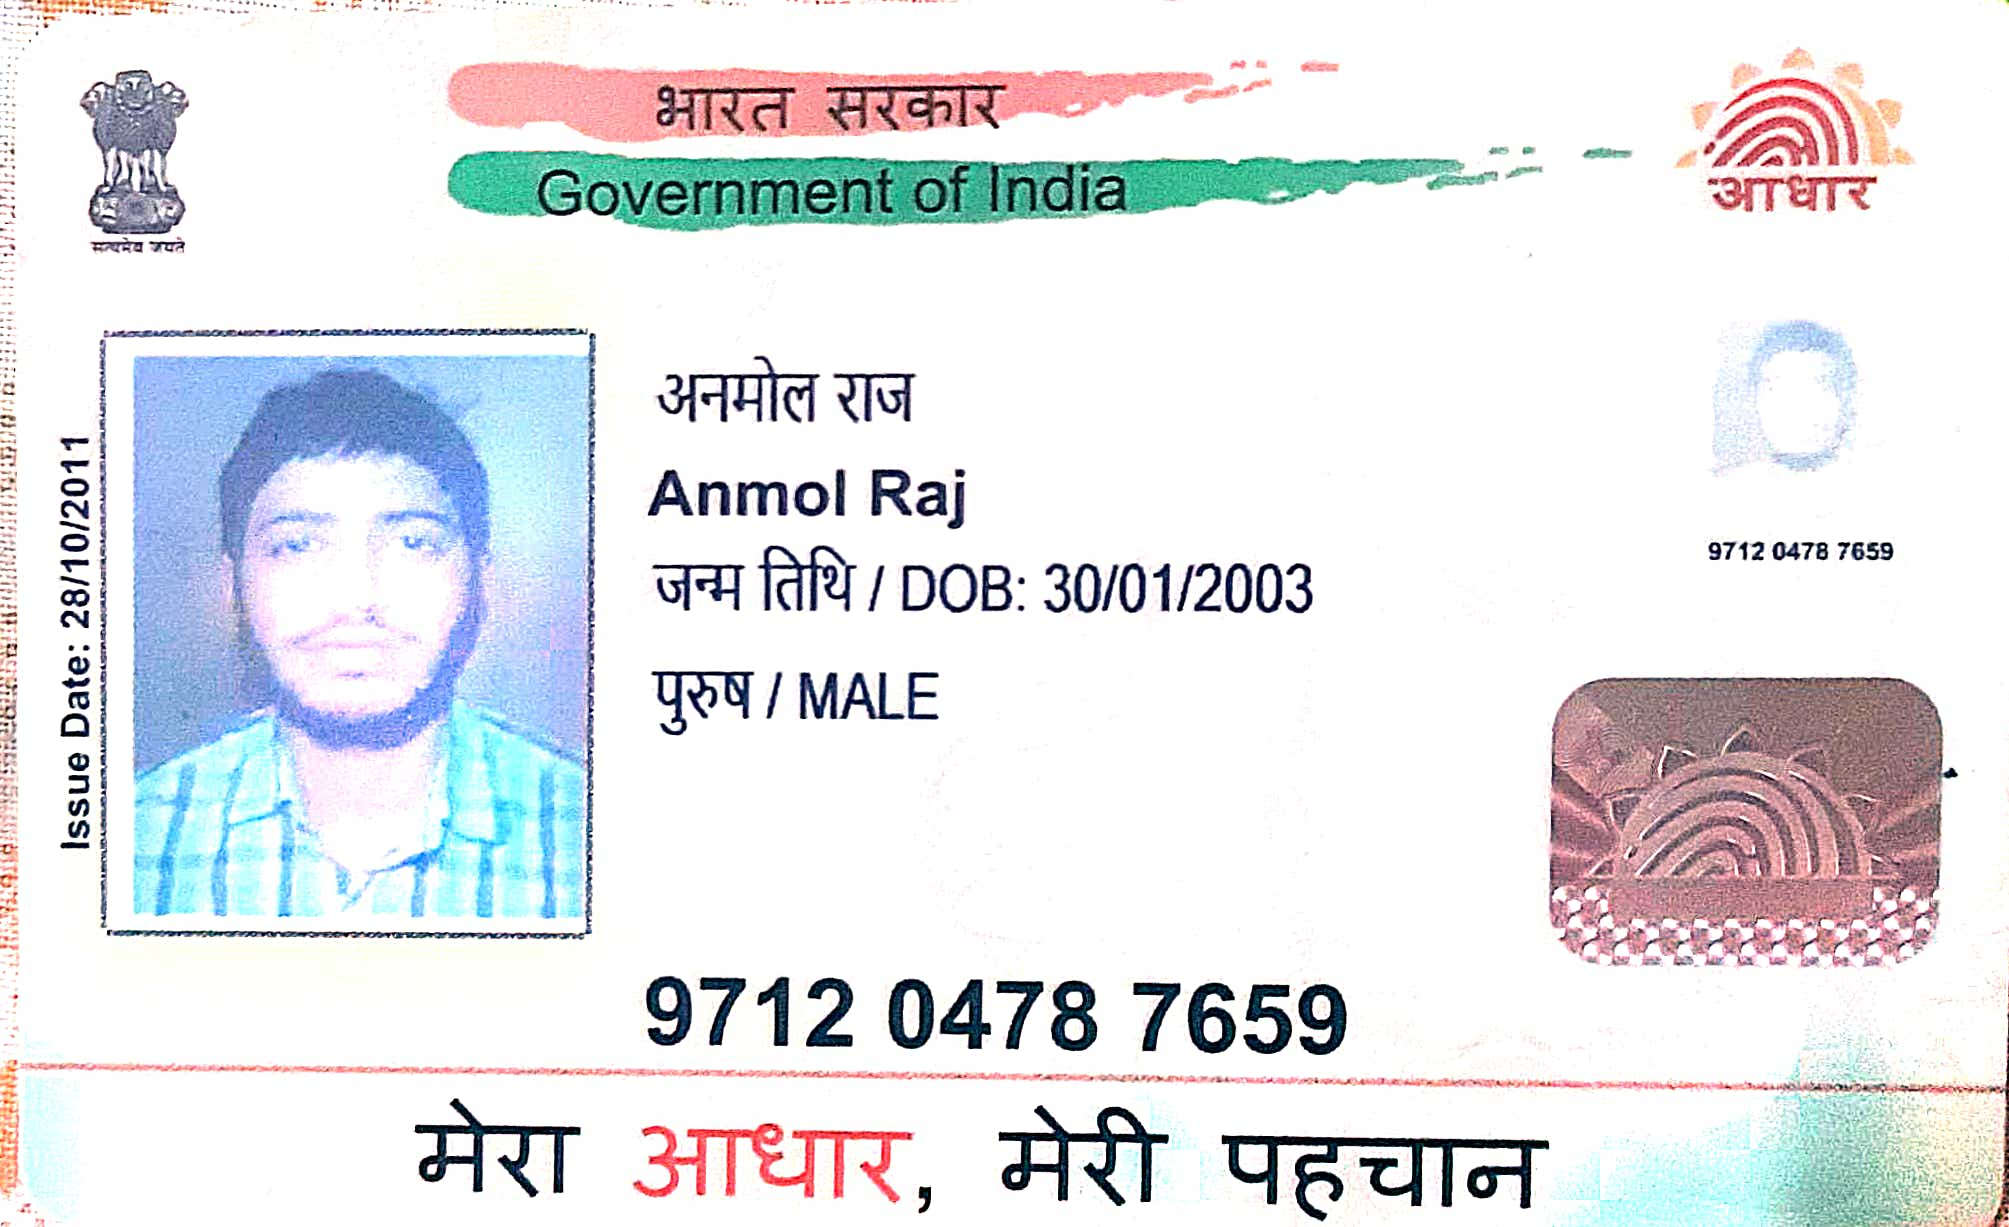 भारत सरकार
Government of India
सत्यमेव जयते
आधार
Issue Date: 28/10/2011
अनमोल राज
Anmol Raj
जन्म तिथि / DOB: 30/01/2003
पुरुष / MALE
9712 0478 7659
9712 0478 7659
मेरा आधार, मेरी पहचान